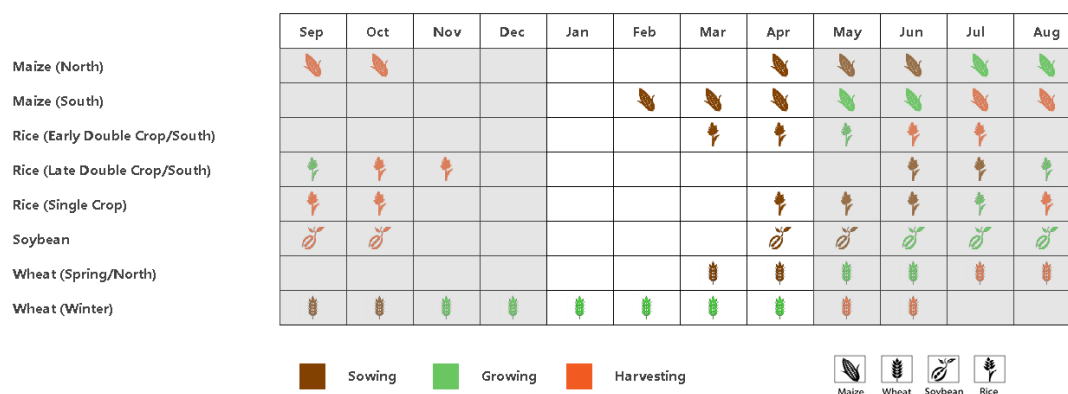 Sep Oct Nov Dec Jan Feb Mar Apr May Jun Jul Aug
Maize (North)
Maize (South)
Rice (Early Double Crop/South)
Rice (Late Double Crop/South)
Rice (Single Crop)
Soybean
Wheat (Spring/North)
Wheat (Winter)
Sowing Growing Harvesting
Maize Wheat Soybean Rice